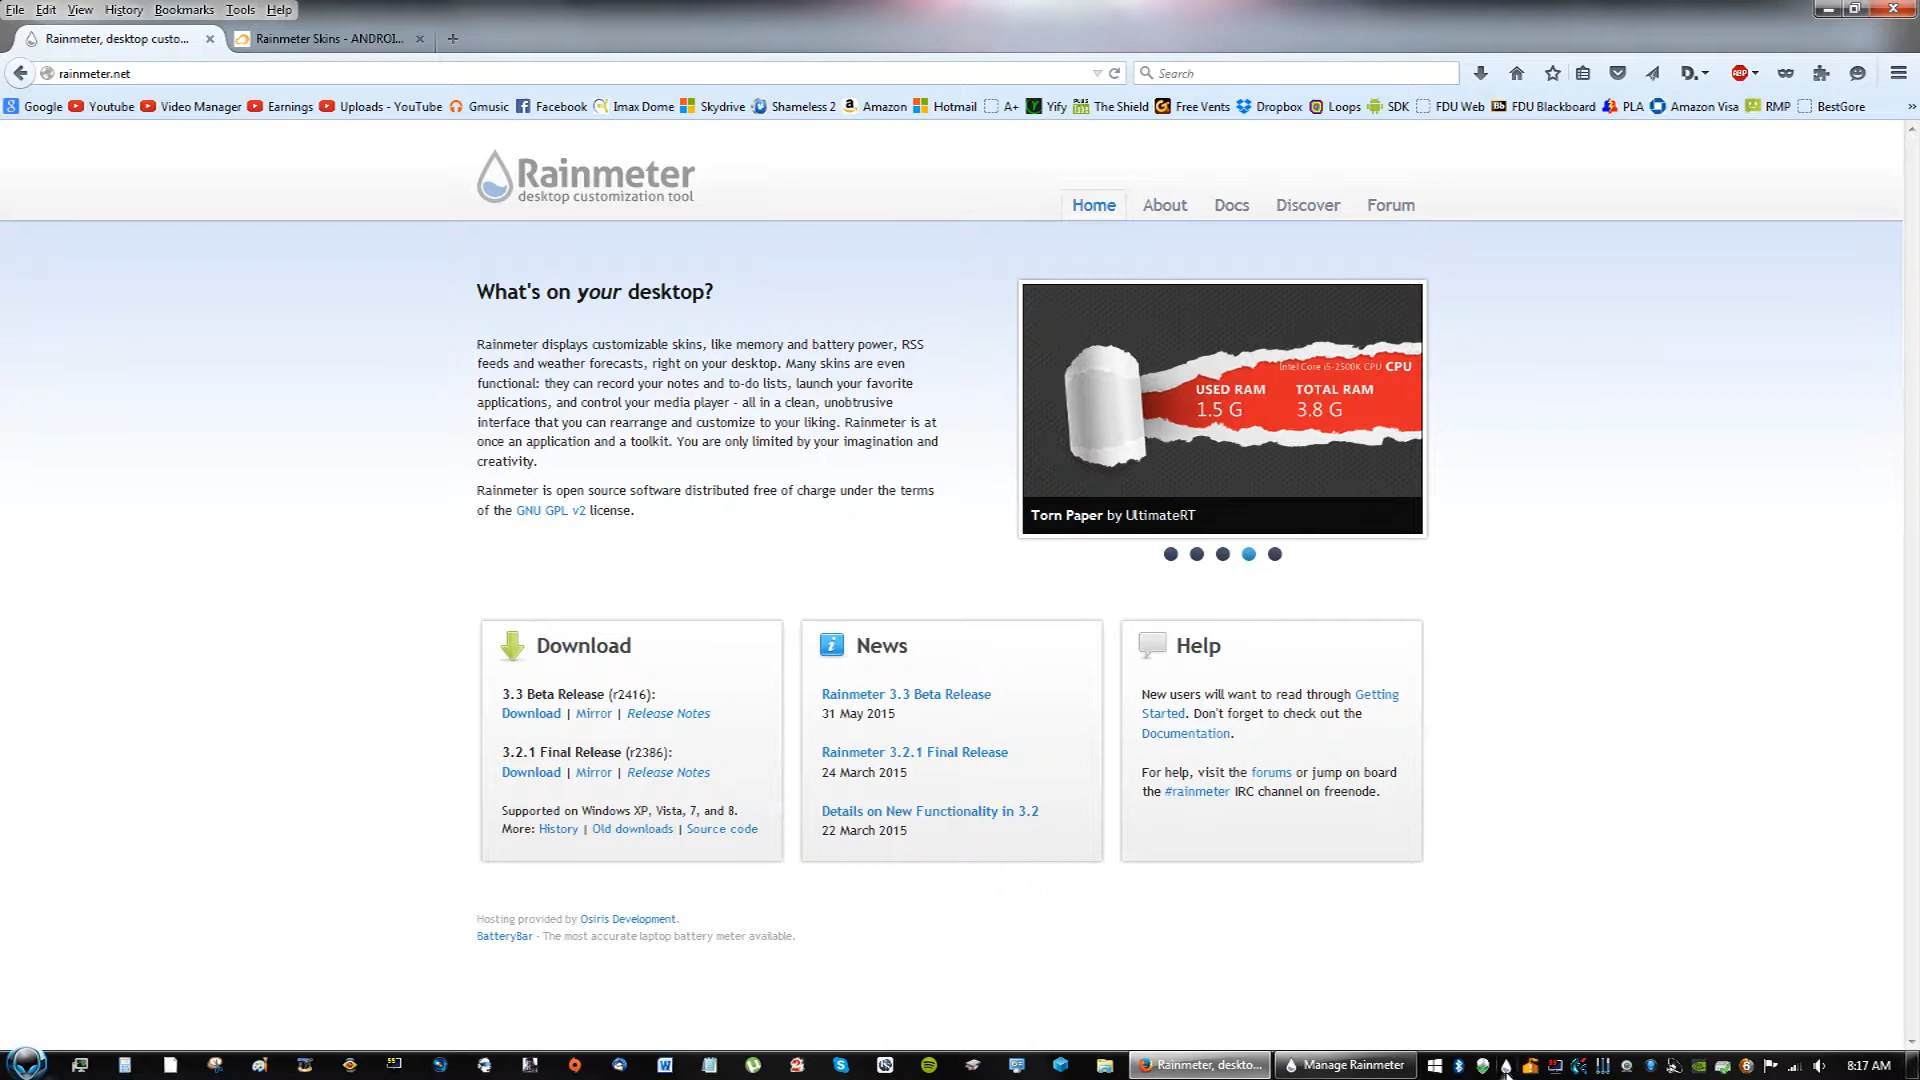 File Edit View History Bookmarks Tools Help
Rainmeter, desktop custo...
Rainmeter Skins - ANDROI...
rainmeter.net
Search
Google Youtube Video Manager Earnings Uploads - YouTube Gmusic Facebook Imax Dome Skydrive Shameless 2 Amazon Hotmail A+ Yify The Shield Free Vents Dropbox Loops SDK FDU Web FDU Blackboard PLA Amazon Visa RMP BestGore »
Rainmeter
desktop customization tool
Home About Docs Discover Forum
What's on your desktop?
Rainmeter displays customizable skins, like memory and battery power, RSS
feeds and weather forecasts, right on your desktop. Many skins are even
functional: they can record your notes and to-do lists, launch your favorite
applications, and control your media player - all in a clean, unobtrusive
interface that you can rearrange and customize to your liking. Rainmeter is at
once an application and a toolkit. You are only limited by your imagination and
creativity.
Rainmeter is open source software distributed free of charge under the terms
of the GNU GPL v2 license.
Intel Core i5-2500K CPU CPU
USED RAM TOTAL RAM
1.5 G 3.8 G
Torn Paper by UltimateRT
Download
3.3 Beta Release (r2416):
Download | Mirror | Release Notes
3.2.1 Final Release (r2386):
Download | Mirror | Release Notes
Supported on Windows XP, Vista, 7, and 8.
More: History | Old downloads | Source code
News
Rainmeter 3.3 Beta Release
31 May 2015
Rainmeter 3.2.1 Final Release
24 March 2015
Details on New Functionality in 3.2
22 March 2015
Help
New users will want to read through Getting
Started. Don't forget to check out the
Documentation.
For help, visit the forums or jump on board
the #rainmeter IRC channel on freenode.
Hosting provided by Osiris Development.
BatteryBar - The most accurate laptop battery meter available.
Rainmeter, deskto...
Manage Rainmeter
8:17 AM